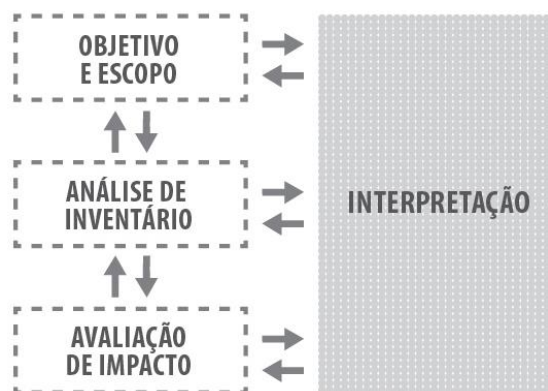 OBJETIVO
E ESCOPO
ANÁLISE DE
INVENTÁRIO
INTERPRETAÇÃO
AVALIAÇÃO
DE IMPACTO